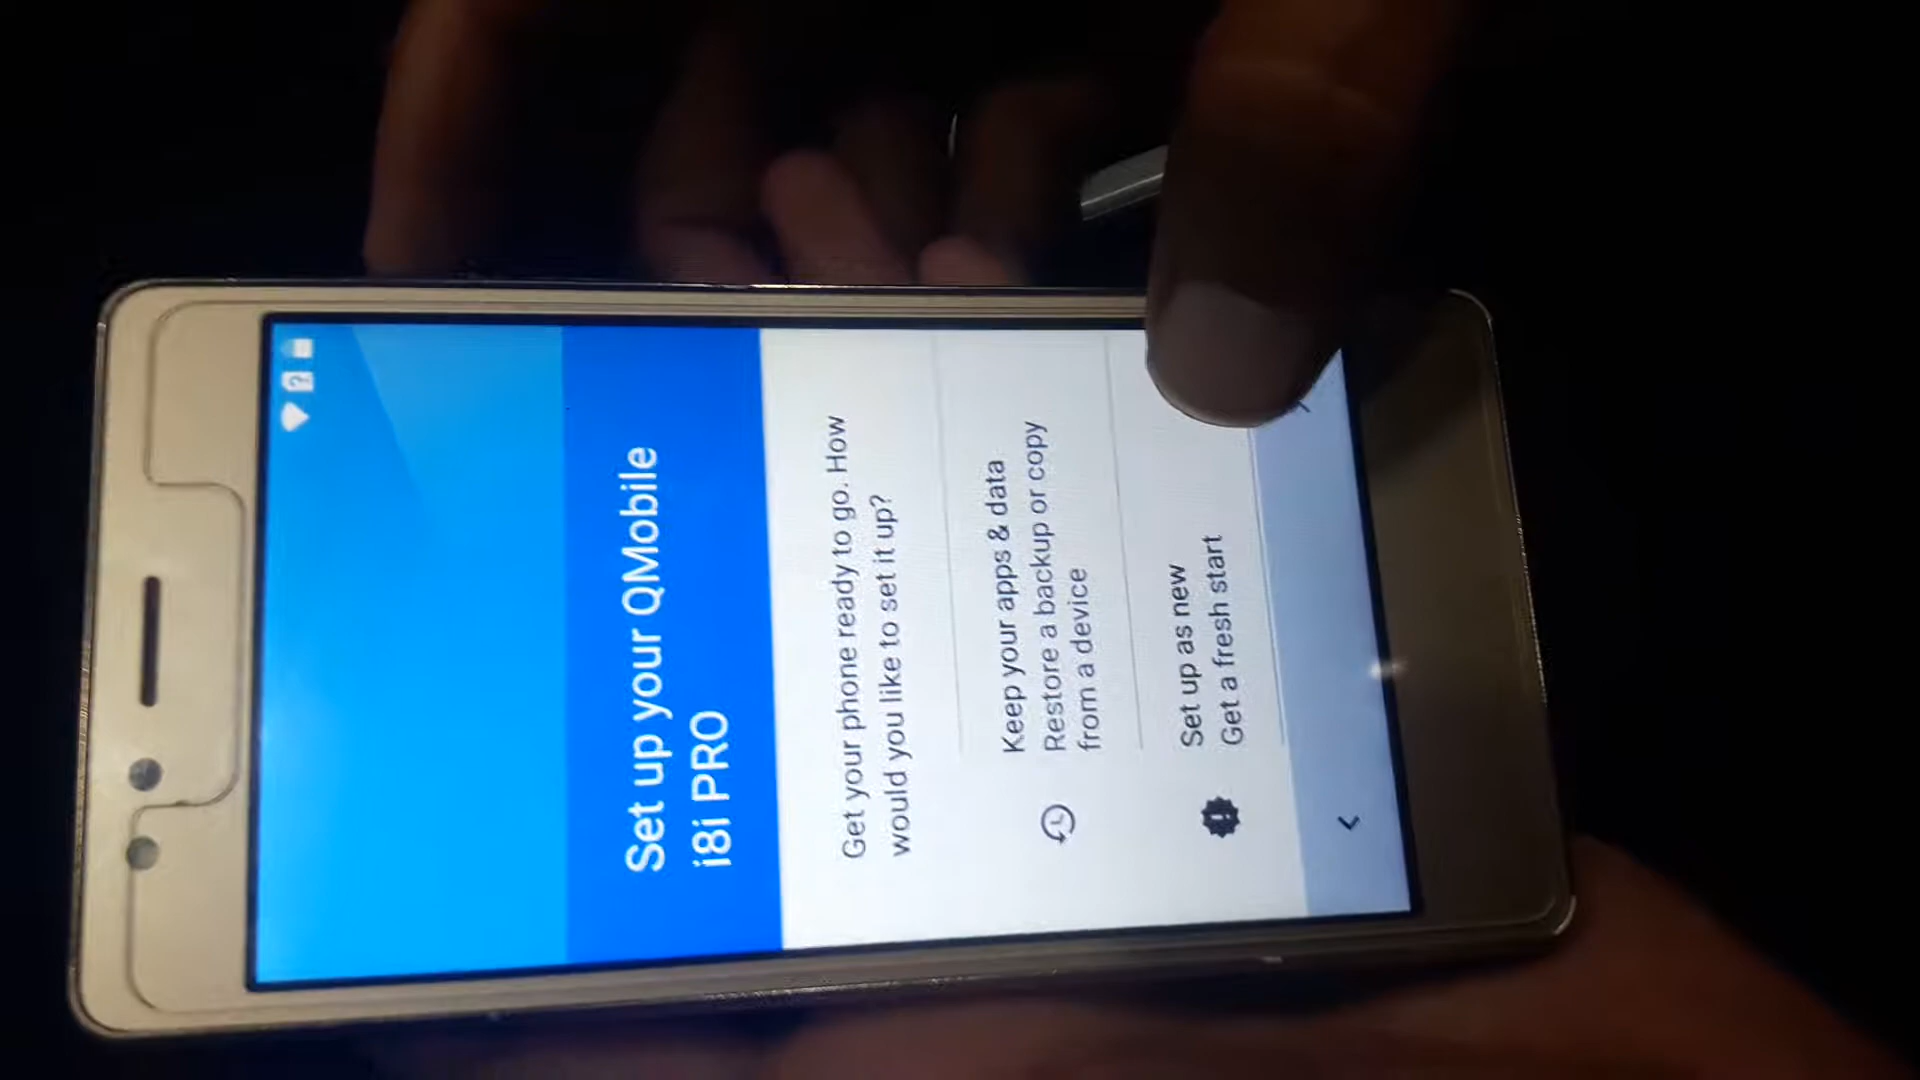 Set up your QMobile
i8i PRO
Get your phone ready to go. How
would you like to set it up?
Keep your apps & data
Restore a backup or copy
from a device
Set up as new
Get a fresh start